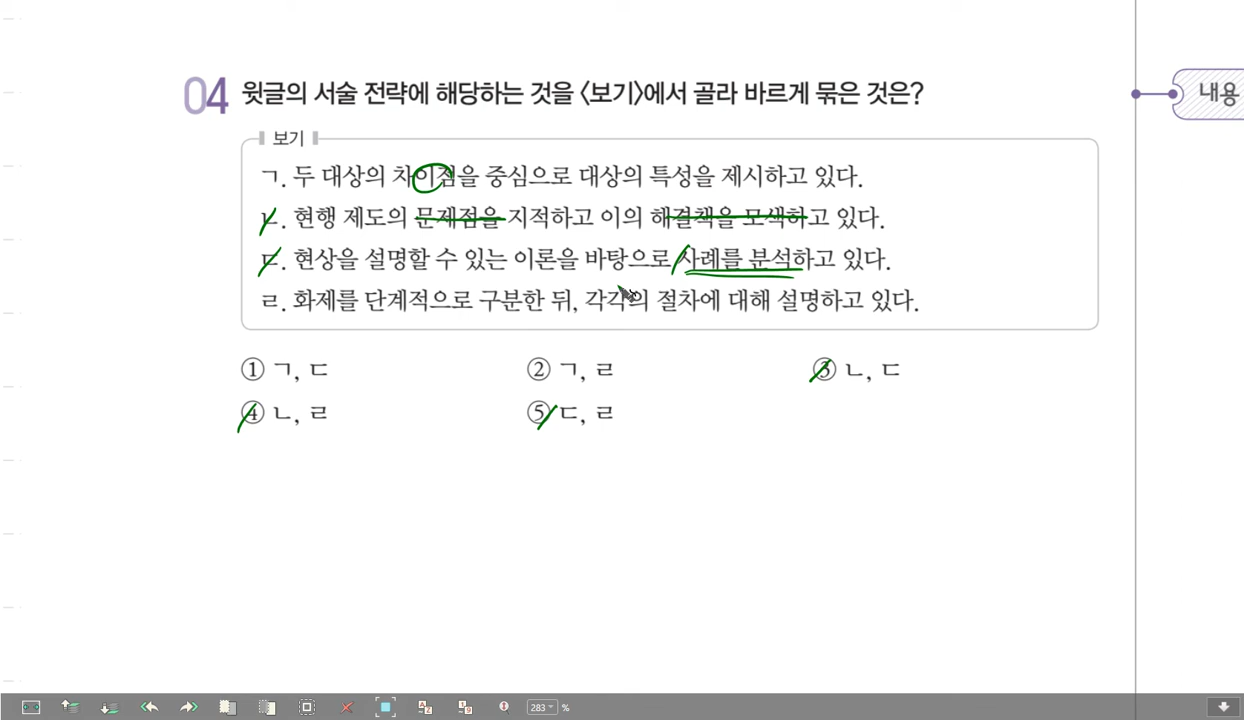 04 윗글의 서술 전략에 해당하는 것을 〈보기〉에서 골라 바르게 묶은 것은?
내용
보기
ㄱ. 두 대상의 차이점을 중심으로 대상의 특성을 제시하고 있다.
ㄴ. 현행 제도의 문제점을 지적하고 이의 해결책을 모색하고 있다.
ㄷ. 현상을 설명할 수 있는 이론을 바탕으로 사례를 분석하고 있다.
ㄹ. 화제를 단계적으로 구분한 뒤, 각각의 절차에 대해 설명하고 있다.
① ㄱ, ㄷ ② ㄱ, ㄹ ③ ㄴ, ㄷ
④ ㄴ, ㄹ ⑤ ㄷ, ㄹ
283 %